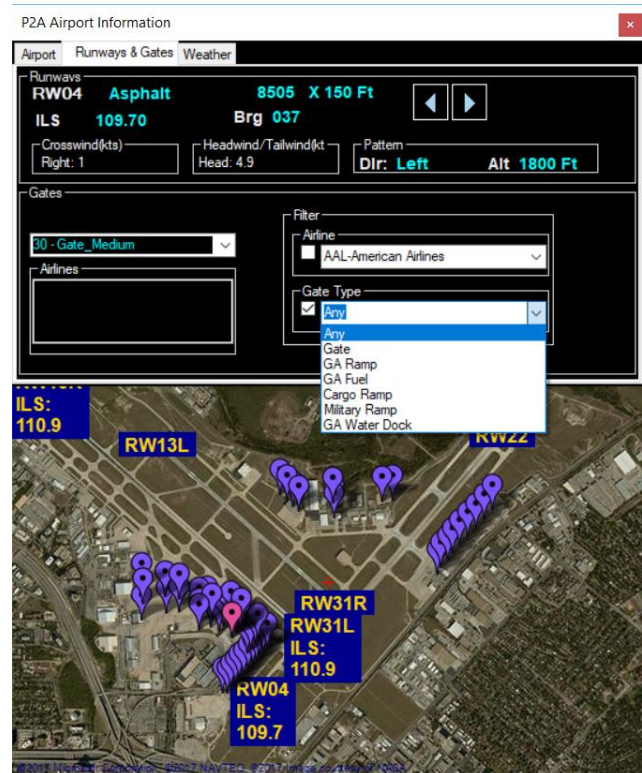 P2A Airport Information
Airport Runways & Gates Weather
Runways
RW04 Asphalt 8505 X 150 Ft
ILS 109.70 Brg 037
Crosswind(kts) Headwind/Tailwind(kt Pattern
Right: 1 Head: 4.9 Dir: Left Alt 1800 Ft
Gates
Filter
Airline
30 - Gate_Medium
AAL-American Airlines
Airlines
Gate Type
Any
Any
Gate
GA Ramp
GA Fuel
Cargo Ramp
Military Ramp
GA Water Dock
ILS:
110.9
RW13L
RW22
RW31R
RW31L
ILS:
110.9
RW04
ILS:
109.7